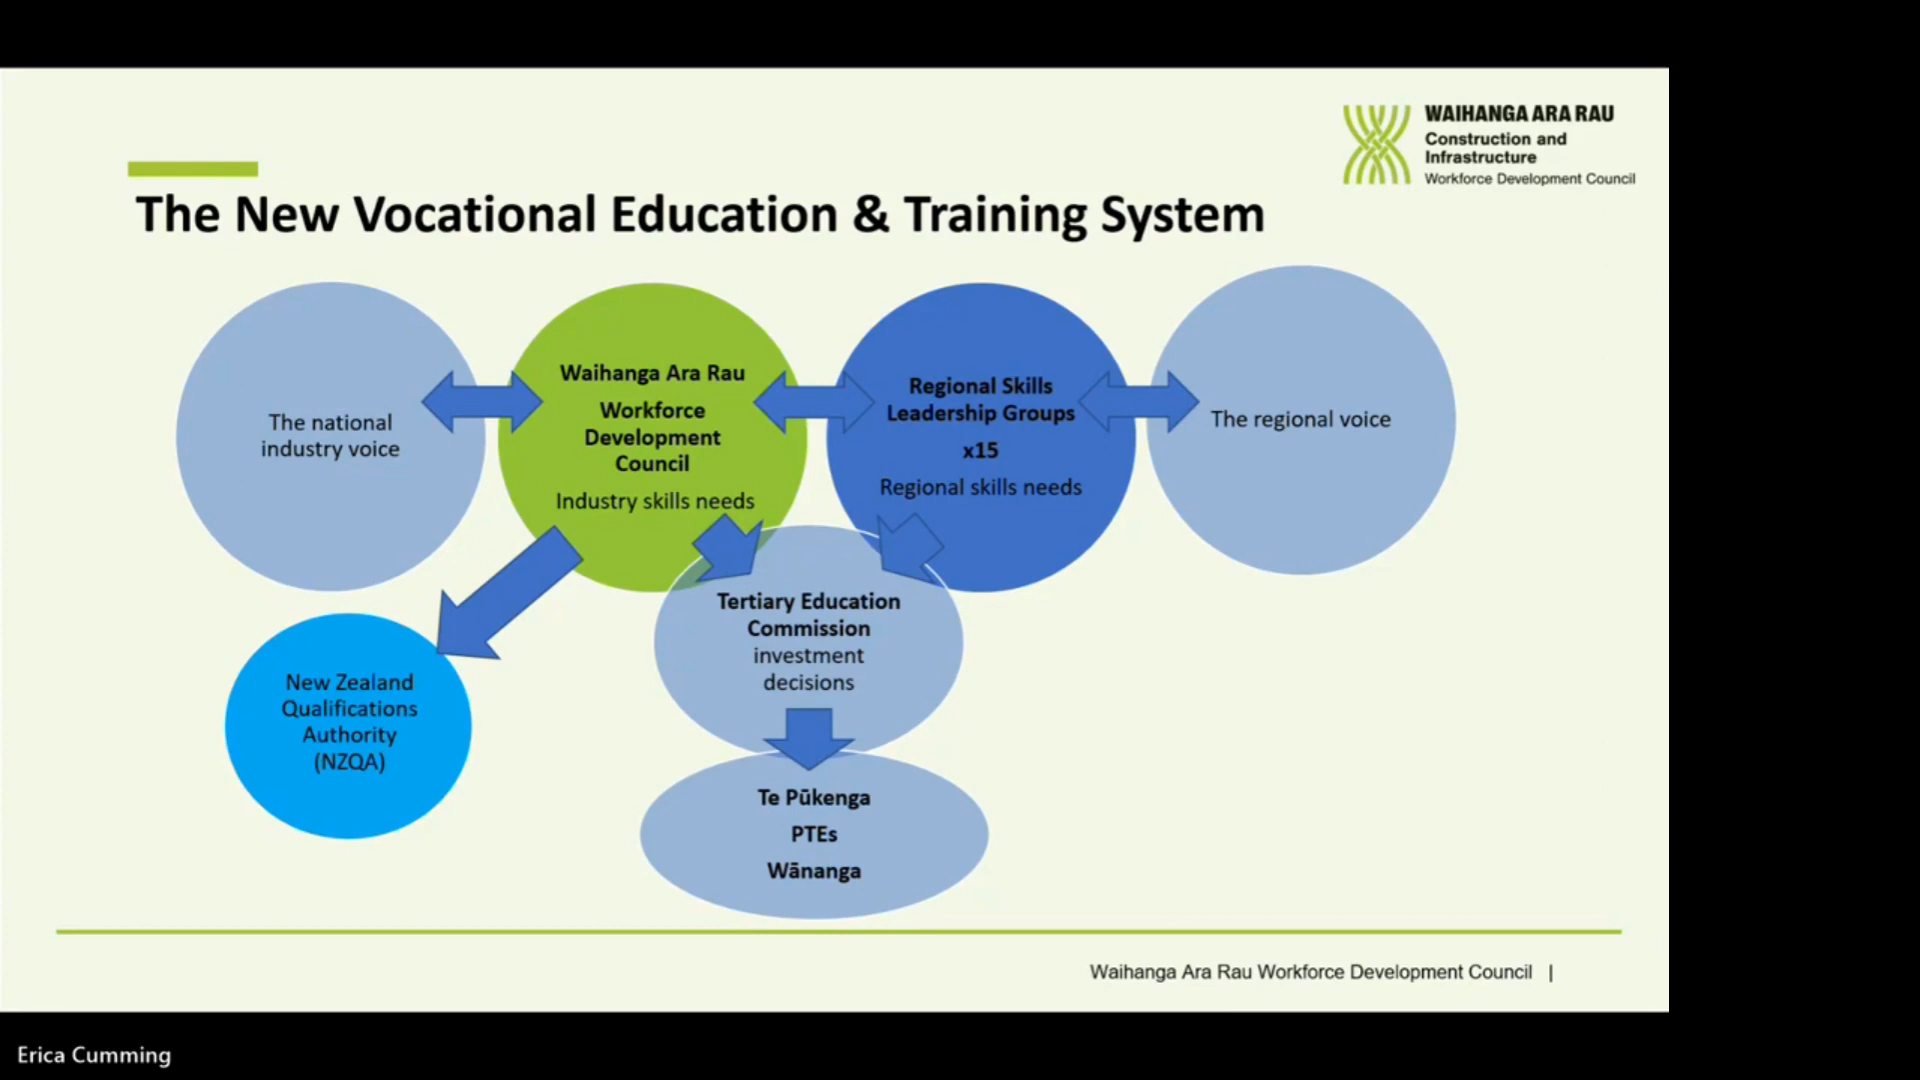 WAIHANGA ARA RAU
Construction and
Infrastructure
Workforce Development Council
The New Vocational Education & Training System
The national
industry voice
Waihanga Ara Rau
Workforce
Development
Council
Industry skills needs
Regional Skills
Leadership Groups
x15
Regional skills needs
The regional voice
Tertiary Education
Commission
investment
decisions
New Zealand
Qualifications
Authority
(NZQA)
Te Pūkenga
PTEs
Wānanga
Waihanga Ara Rau Workforce Development Council |
Erica Cumming